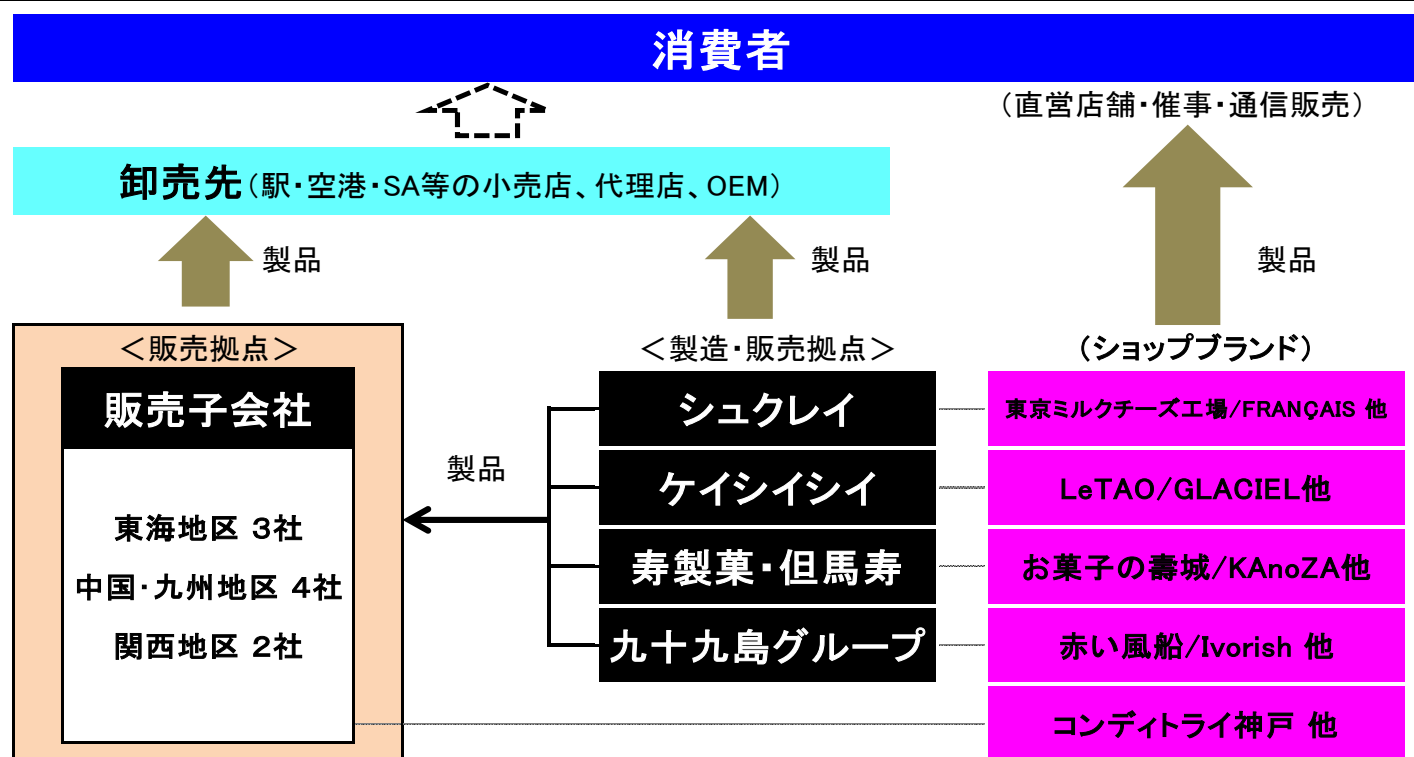 消費者
（直営店舗・催事・通信販売）
卸売先（駅・空港・SA等の小売店、代理店、OEM）
製品
製品
製品
＜販売拠点＞
＜製造・販売拠点＞
（ショップブランド）
販売子会社
東海地区 3社
中国・九州地区 4社
関西地区 2社
製品
シュクレイ
ケイシイシイ
寿製菓・但馬寿
九十九島グループ
東京ミルクチーズ工場/FRANÇAIS 他
LeTAO/GLACIEL他
お菓子の壽城/KAnoZA他
赤い風船/Ivorish 他
コンディトライ神戸 他